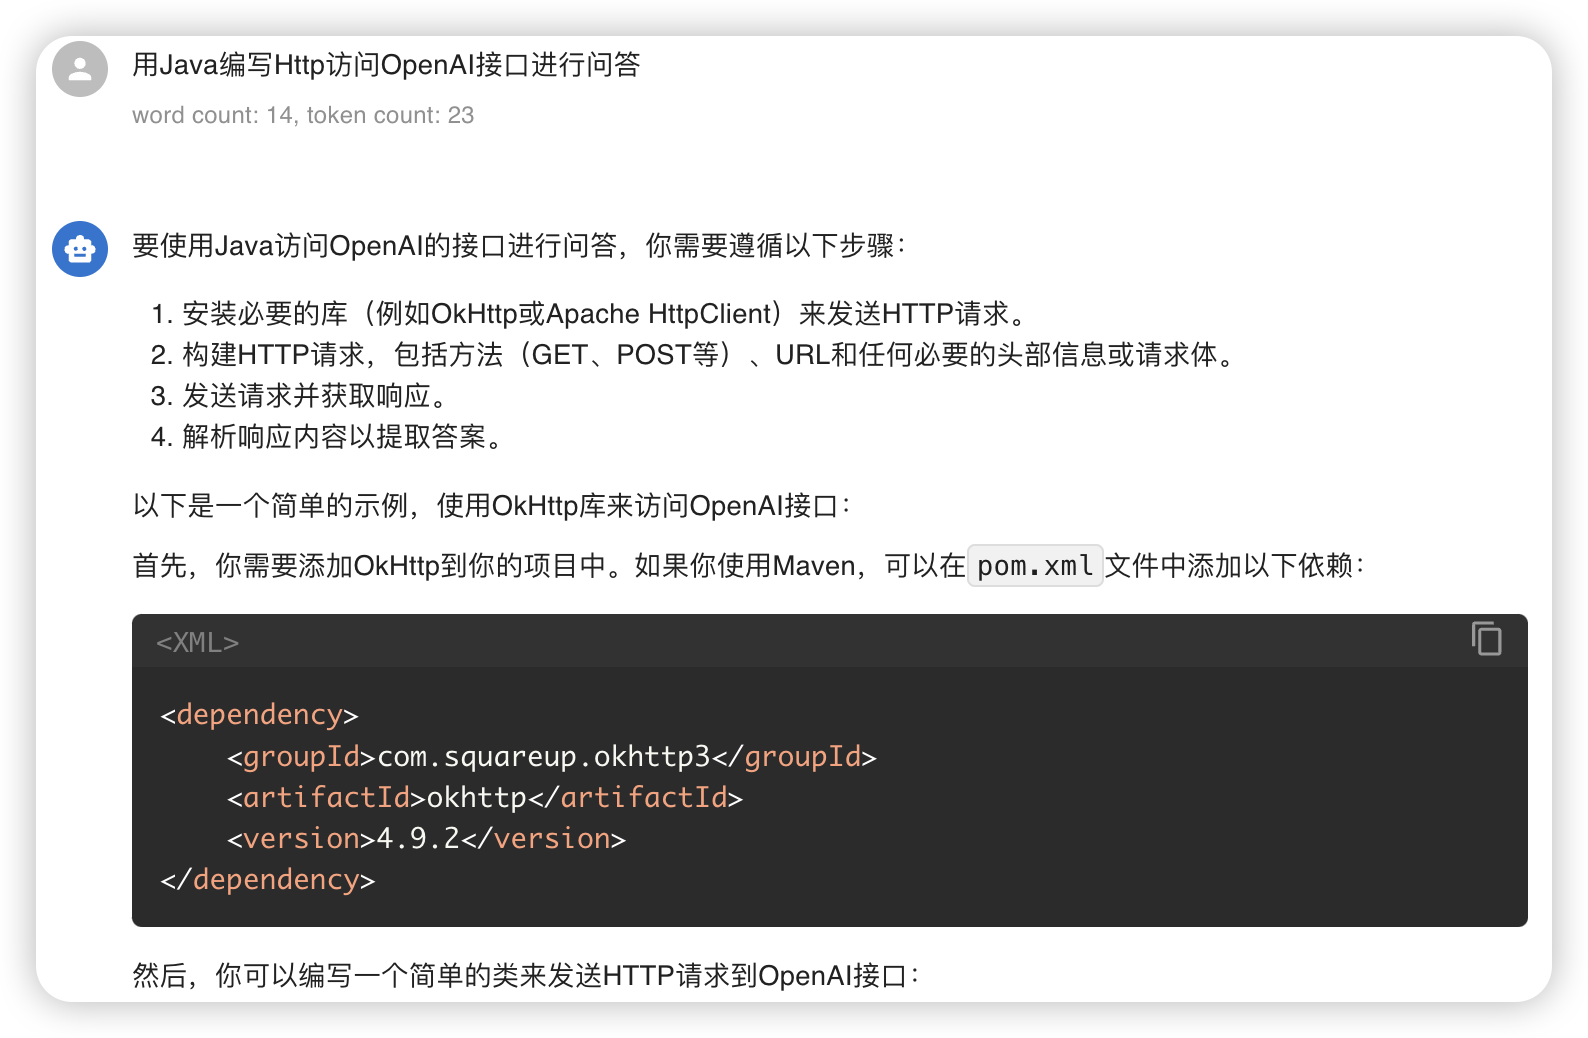 用Java编写Http访问OpenAI接口进行问答
word count: 14, token count: 23
要使用Java访问OpenAI的接口进行问答，你需要遵循以下步骤：
1. 安装必要的库（例如OkHttp或Apache HttpClient）来发送HTTP请求。
2. 构建HTTP请求，包括方法（GET、POST等）、URL和任何必要的头部信息或请求体。
3. 发送请求并获取响应。
4. 解析响应内容以提取答案。
以下是一个简单的示例，使用OkHttp库来访问OpenAI接口：
首先，你需要添加OkHttp到你的项目中。如果你使用Maven，可以在pom.xml文件中添加以下依赖：
<XML>
<dependency>
    <groupId>com.squareup.okhttp3</groupId>
    <artifactId>okhttp</artifactId>
    <version>4.9.2</version>
</dependency>
然后，你可以编写一个简单的类来发送HTTP请求到OpenAI接口：